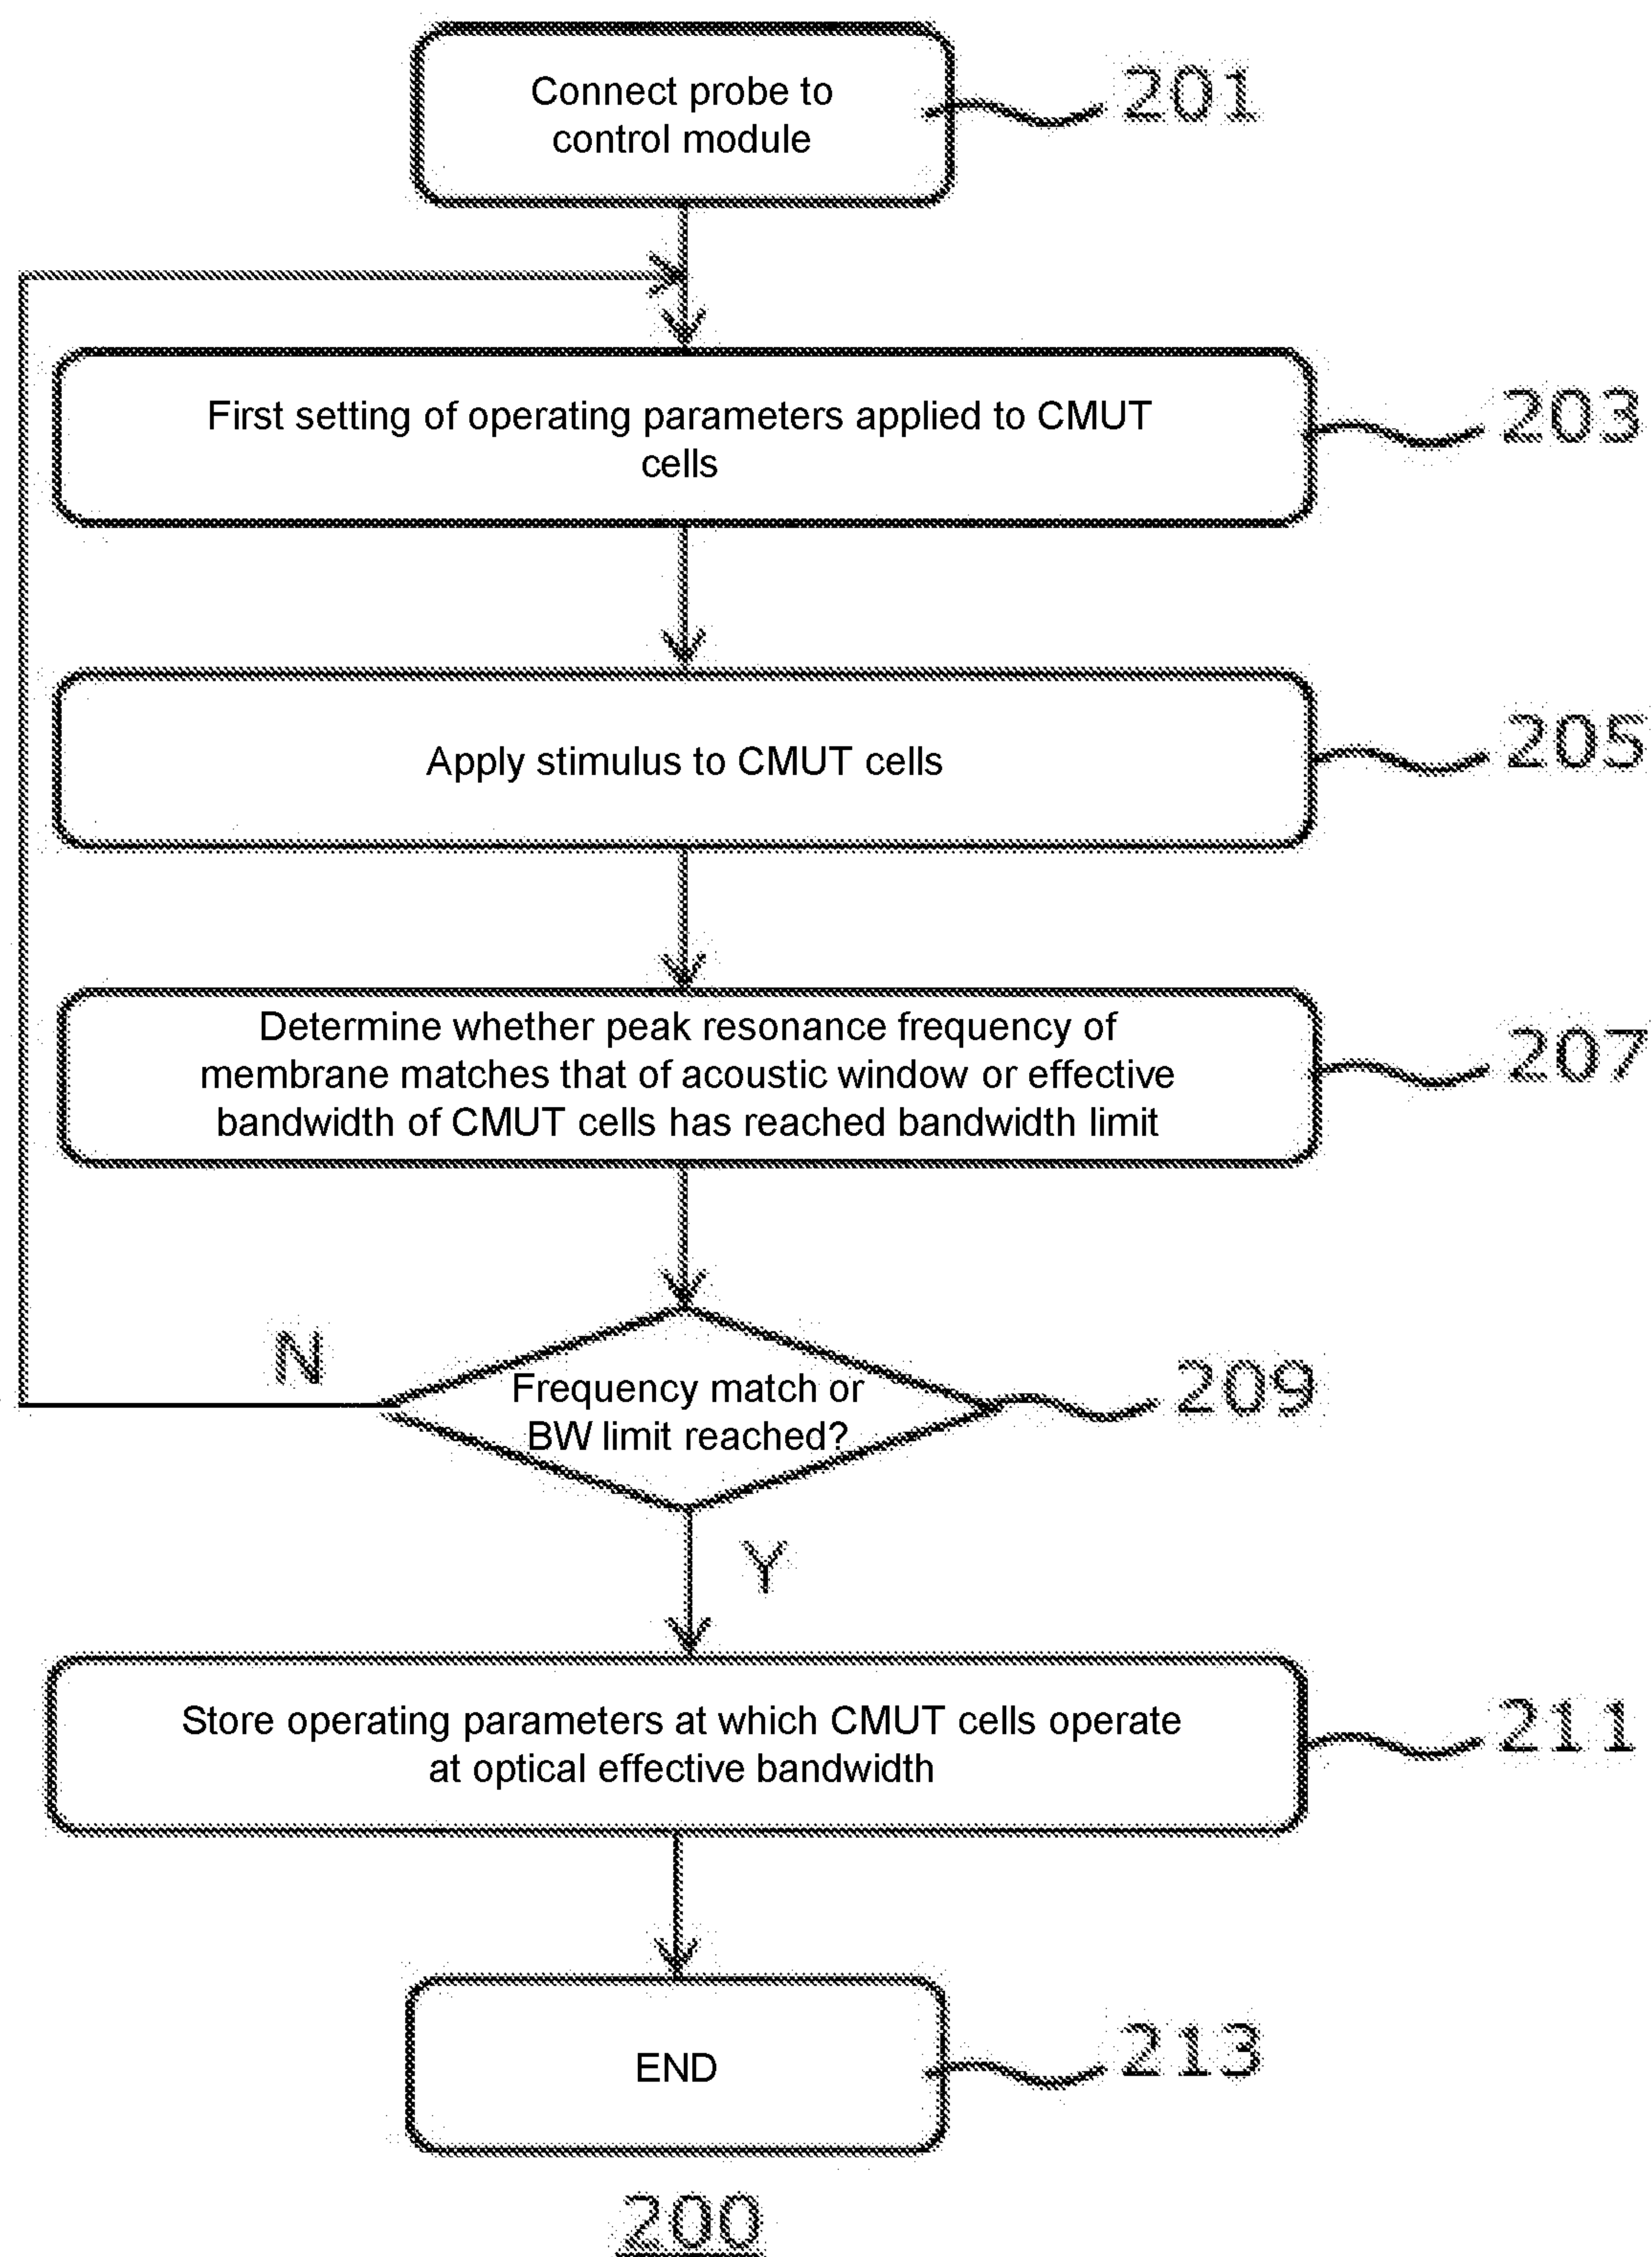 Connect probe to
control module
201
First setting of operating parameters applied to CMUT
cells
203
Apply stimulus to CMUT cells
205
Determine whether peak resonance frequency of
membrane matches that of acoustic window or effective
bandwidth of CMUT cells has reached bandwidth limit
207
N
Frequency match or
BW limit reached?
209
Y
Store operating parameters at which CMUT cells operate
at optical effective bandwidth
211
END
213
200